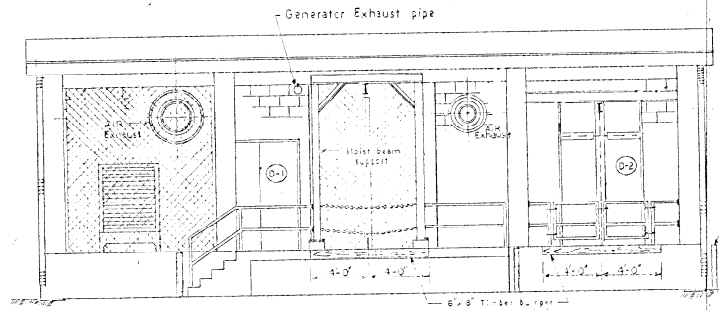 Generator Exhaust pipe
AIR
Exhaust
D-1
Hoist beam
support
AIR
Exhaust
D-2
4'-0" 4'-0"
4'-0" 4'-0"
6"x 8" Timber bumper